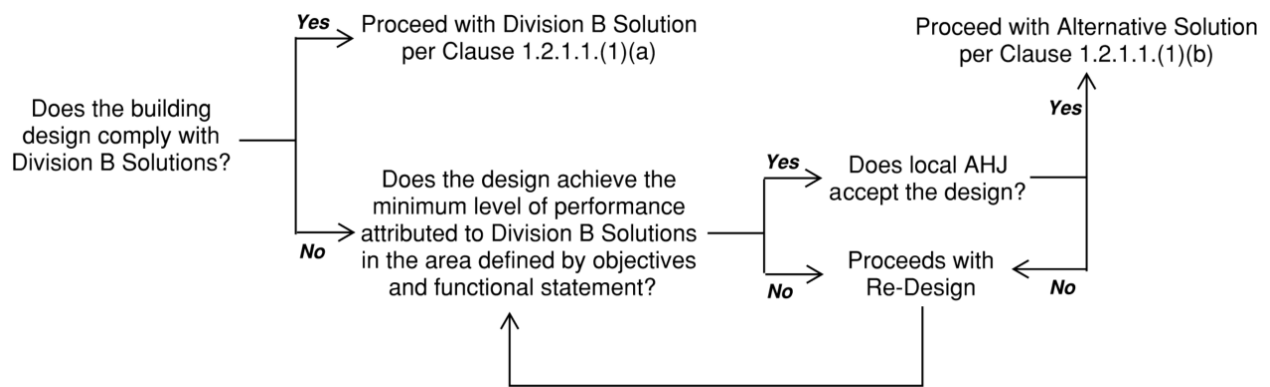 Yes
Proceed with Division B Solution
per Clause 1.2.1.1.(1)(a)
Proceed with Alternative Solution
per Clause 1.2.1.1.(1)(b)
Does the building
design comply with
Division B Solutions?
Yes
No
Does the design achieve the
minimum level of performance
attributed to Division B Solutions
in the area defined by objectives
and functional statement?
Yes
Does local AHJ
accept the design?
No
Proceeds with
Re-Design
No